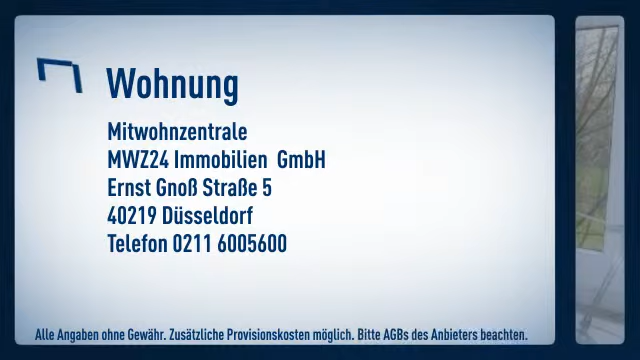 Wohnung
Mitwohnzentrale
MWZ24 Immobilien GmbH
Ernst Gnoß Straße 5
40219 Düsseldorf
Telefon 0211 6005600
Alle Angaben ohne Gewähr. Zusätzliche Provisionskosten möglich. Bitte AGBs des Anbieters beachten.